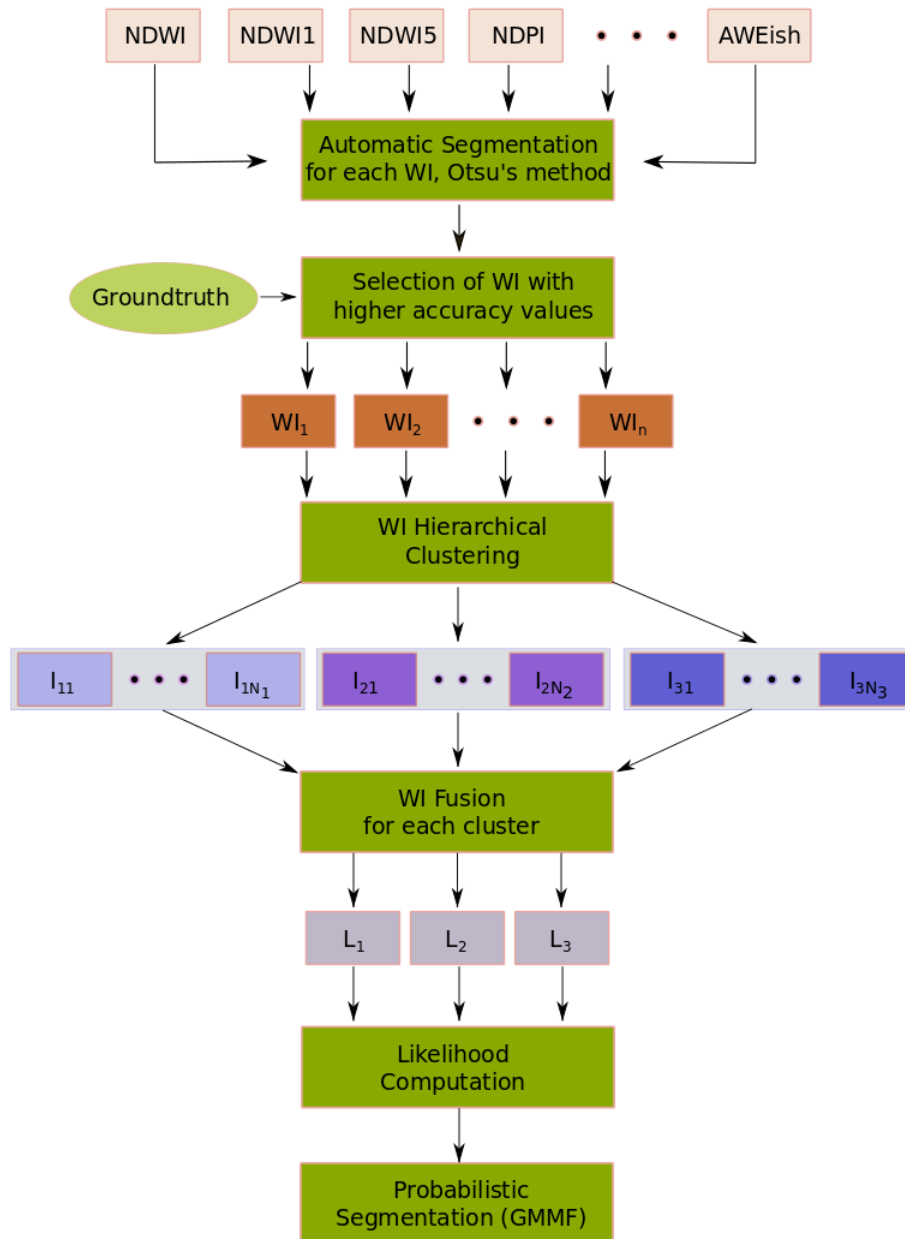 NDWI
NDWI1
NDWI5
NDPI
AWEish
Automatic Segmentation
for each WI, Otsu's method
Groundtruth
Selection of WI with
higher accuracy values
WI₁
WI₂
WIₙ
WI Hierarchical
Clustering
I₁₁
I₁N₁
I₂₁
I₂N₂
I₃₁
I₃N₃
WI Fusion
for each cluster
L₁
L₂
L₃
Likelihood
Computation
Probabilistic
Segmentation (GMMF)